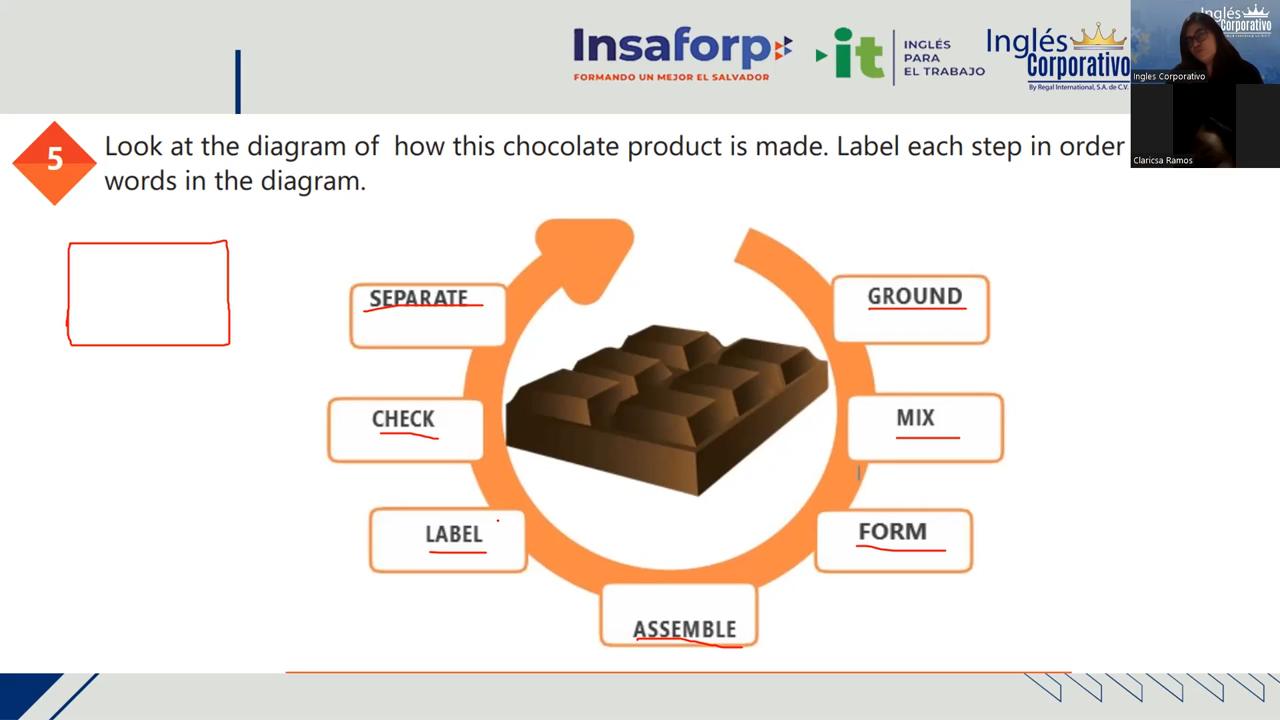 Insaforp
FORMANDO UN MEJOR EL SALVADOR
it
INGLÉS
PARA
EL TRABAJO
Inglés
Corporativo
By Regal International, S.A. de C.V.
Inglés
Corporativo
Ingles Corporativo
Claricsa Ramos
5
Look at the diagram of how this chocolate product is made. Label each step in order
words in the diagram.
SEPARATE
GROUND
CHECK
MIX
LABEL
FORM
ASSEMBLE